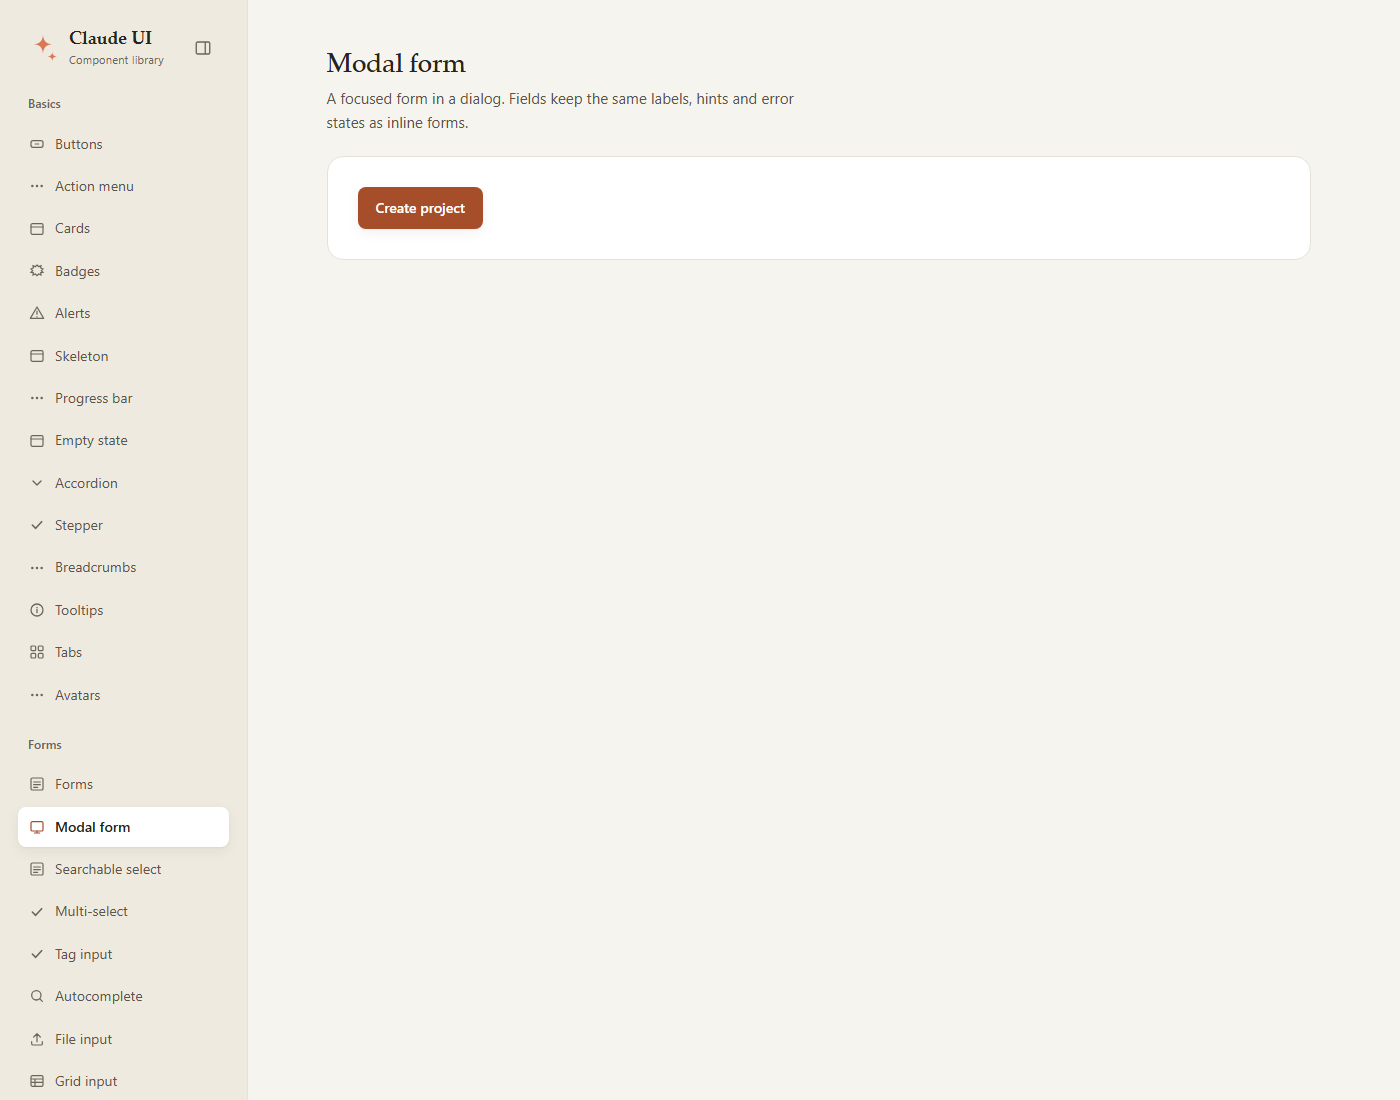 Claude UI
Component library
Basics
Buttons
Action menu
Cards
Badges
Alerts
Skeleton
Progress bar
Empty state
Accordion
Stepper
Breadcrumbs
Tooltips
Tabs
Avatars
Forms
Forms
Modal form
Searchable select
Multi-select
Tag input
Autocomplete
File input
Grid input
Modal form
A focused form in a dialog. Fields keep the same labels, hints and error
states as inline forms.
Create project